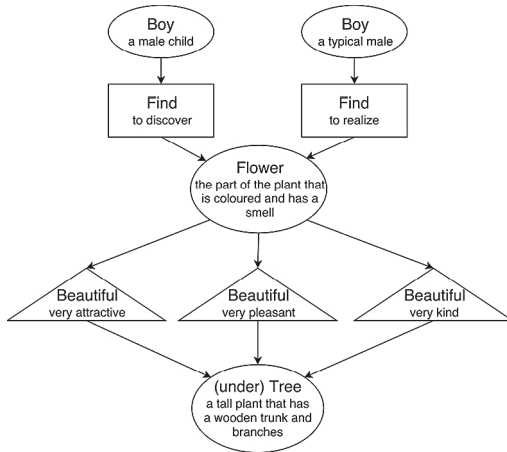 Boy
a male child
Boy
a typical male
Find
to discover
Find
to realize
Flower
the part of the plant that
is coloured and has a
smell
Beautiful
very attractive
Beautiful
very pleasant
Beautiful
very kind
(under) Tree
a tall plant that has
a wooden trunk and
branches